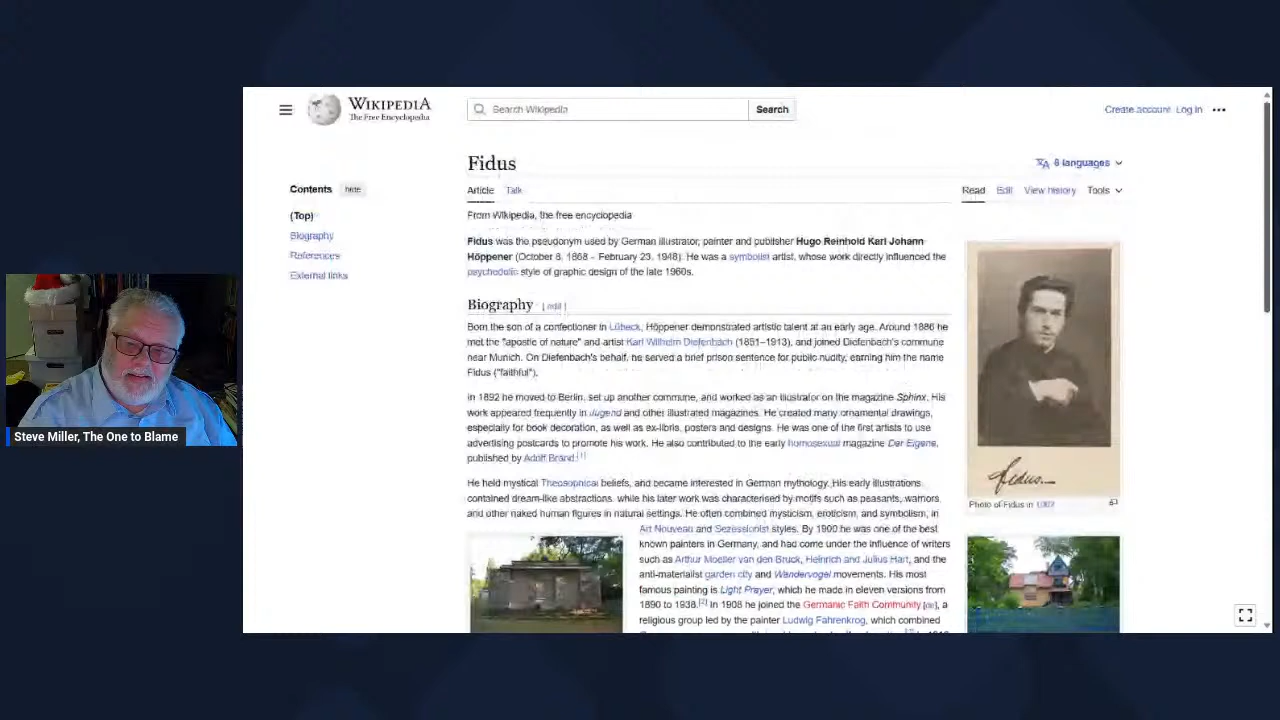 WIKIPEDIA
The Free Encyclopedia
Search Wikipedia
Search
Create account Log in
Fidus
6 languages
Contents hide
Article Talk
Read Edit View history Tools
(Top)
From Wikipedia, the free encyclopedia
Biography
References
External links
Fidus was the pseudonym used by German illustrator, painter and publisher Hugo Reinhold Karl Johann
Höppener (October 8, 1868 – February 23, 1948). He was a symbolist artist, whose work directly influenced the
psychedelic style of graphic design of the late 1960s.
Biography [ edit ]
Born the son of a confectioner in Lübeck, Höppener demonstrated artistic talent at an early age. Around 1886 he
met the "apostle of nature" and artist Karl Wilhelm Diefenbach (1851–1913), and joined Diefenbach's commune
near Munich. On Diefenbach's behalf, he served a brief prison sentence for public nudity, earning him the name
Fidus ("faithful").
In 1892 he moved to Berlin, set up another commune, and worked as an illustrator on the magazine Sphinx. His
work appeared frequently in Jugend and other illustrated magazines. He created many ornamental drawings,
especially for book decoration, as well as ex-libris, posters and designs. He was one of the first artists to use
advertising postcards to promote his work. He also contributed to the early homosexual magazine Der Eigene,
published by Adolf Brand.[1]
He held mystical Theosophical beliefs, and became interested in German mythology. His early illustrations
contained dream-like abstractions, while his later work was characterised by motifs such as peasants, warriors
and other naked human figures in natural settings. He often combined mysticism, eroticism, and symbolism, in
Art Nouveau and Sezessionist styles. By 1900 he was one of the best
known painters in Germany, and had come under the influence of writers
such as Arthur Moeller van den Bruck, Heinrich and Julius Hart, and the
anti-materialist garden city and Wandervogel movements. His most
famous painting is Light Prayer, which he made in eleven versions from
1890 to 1938.[2] In 1908 he joined the Germanic Faith Community [de], a
religious group led by the painter Ludwig Fahrenkrog, which combined
Fidus
Photo of Fidus in
Steve Miller, The One to Blame